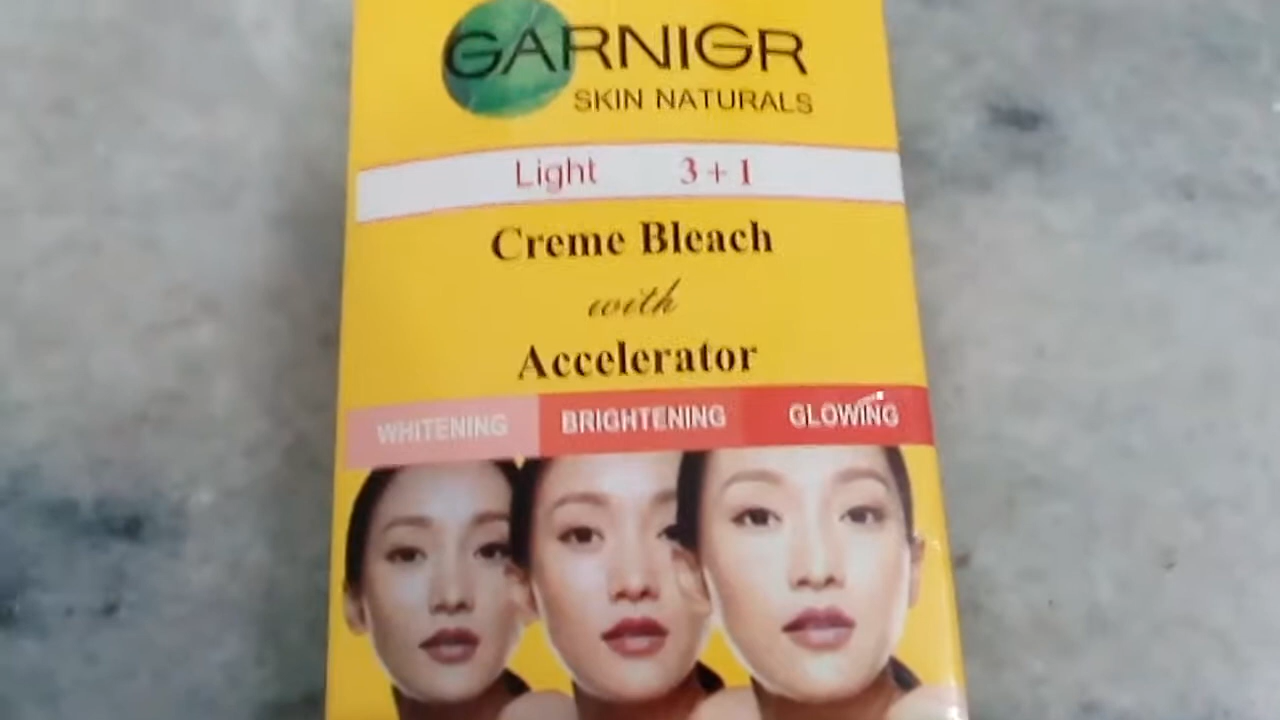 GARNIGR
SKIN NATURALS
Light 3+1
Creme Bleach
with
Accelerator
WHITENING BRIGHTENING GLOWING